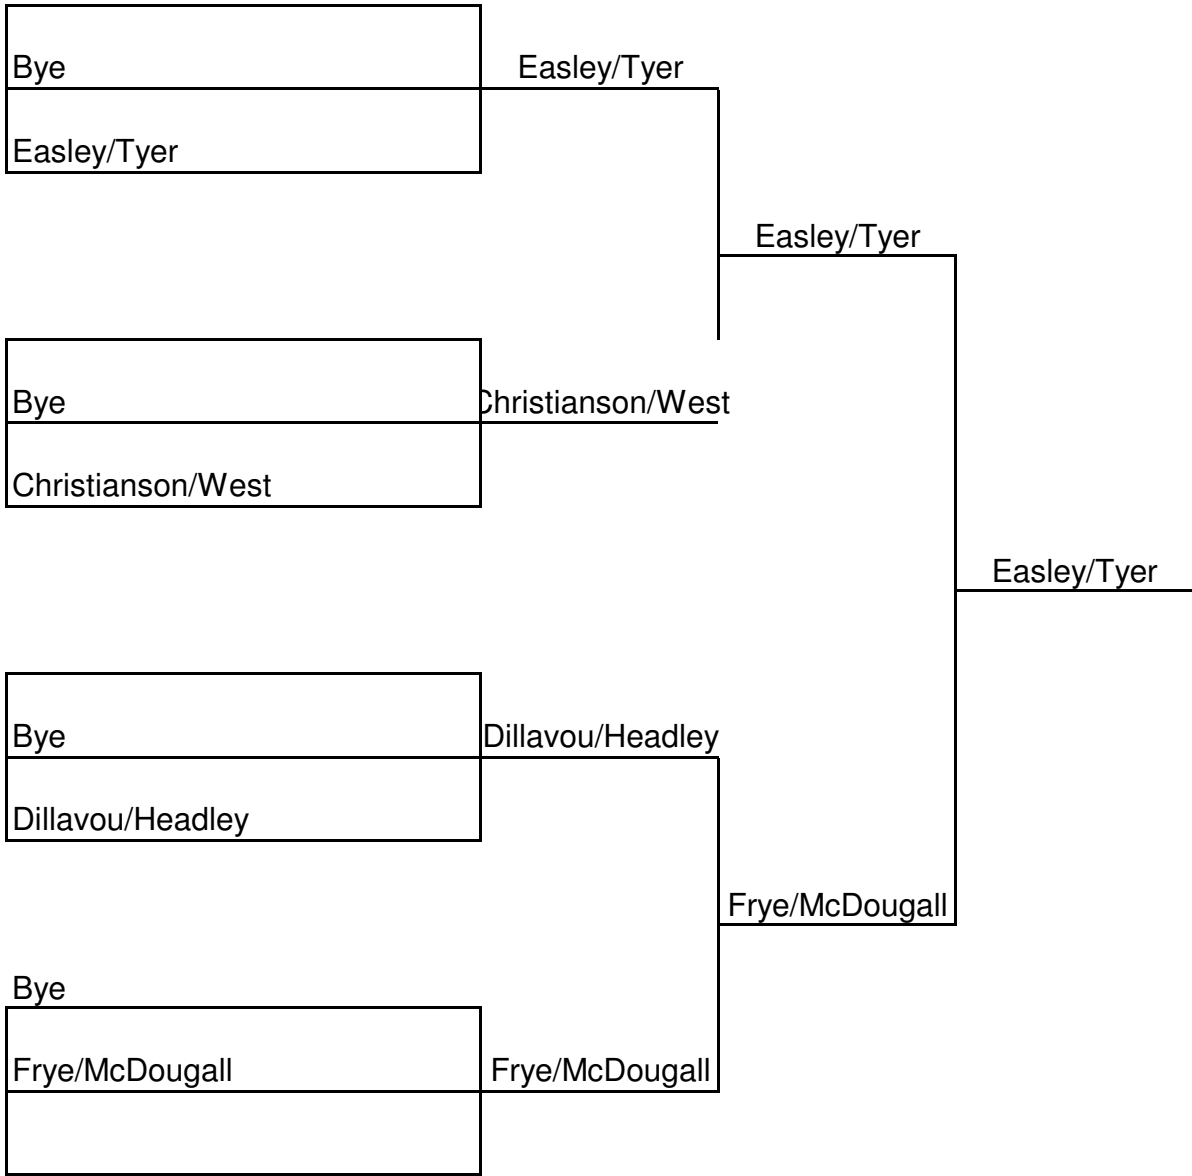 Bye
Easley/Tyer
Easley/Tyer
Easley/Tyer
Bye
Christianson/West
Christianson/West
Easley/Tyer
Bye
Dillavou/Headley
Dillavou/Headley
Frye/McDougall
Bye
Frye/McDougall
Frye/McDougall